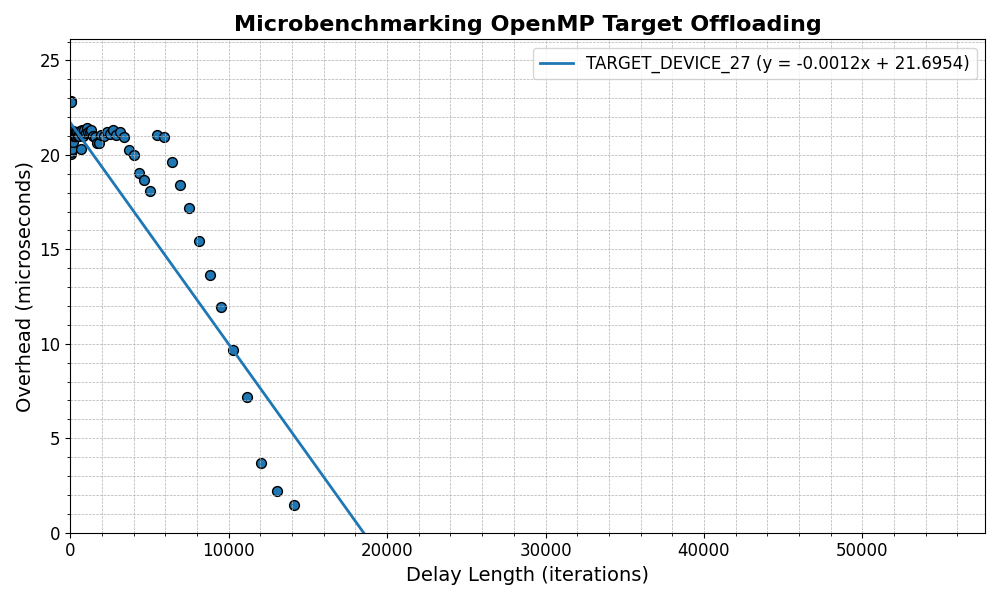 Microbenchmarking OpenMP Target Offloading
TARGET_DEVICE_27 (y = -0.0012x + 21.6954)
Overhead (microseconds)
25
20
15
10
5
0
0 10000 20000 30000 40000 50000
Delay Length (iterations)